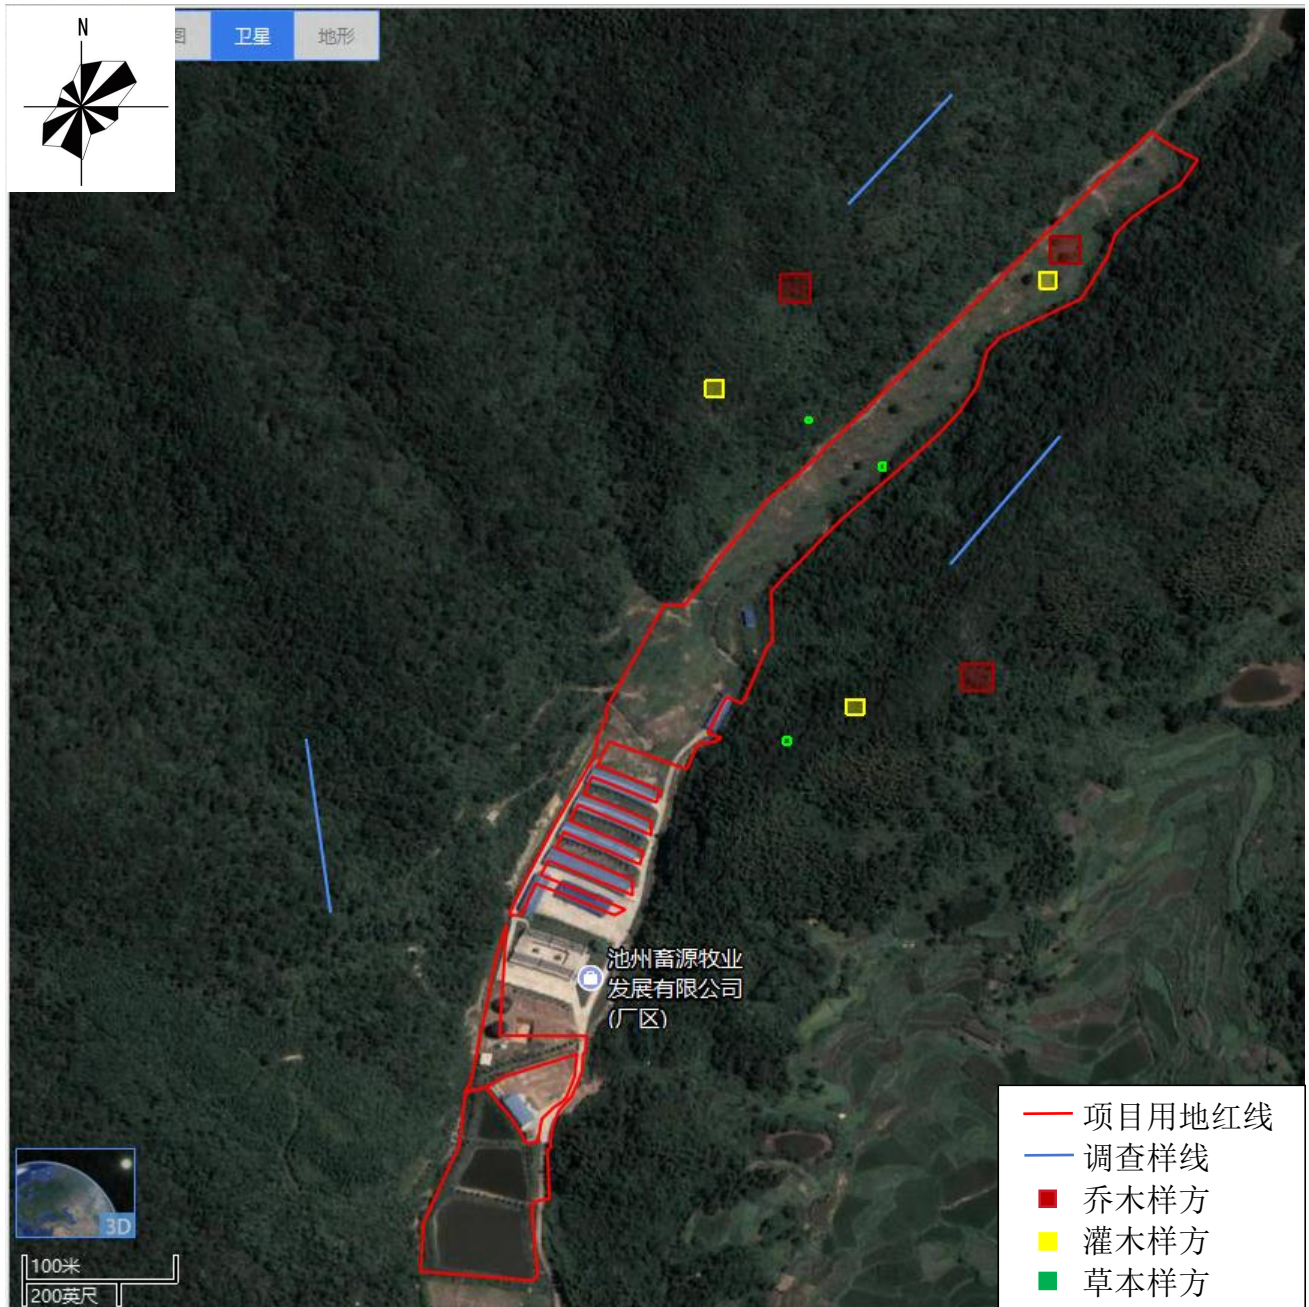 N
图
卫星
地形
池州畜源牧业
发展有限公司
(厂区)
项目用地红线
调查样线
乔木样方
灌木样方
草本样方
3D
100米
200英尺